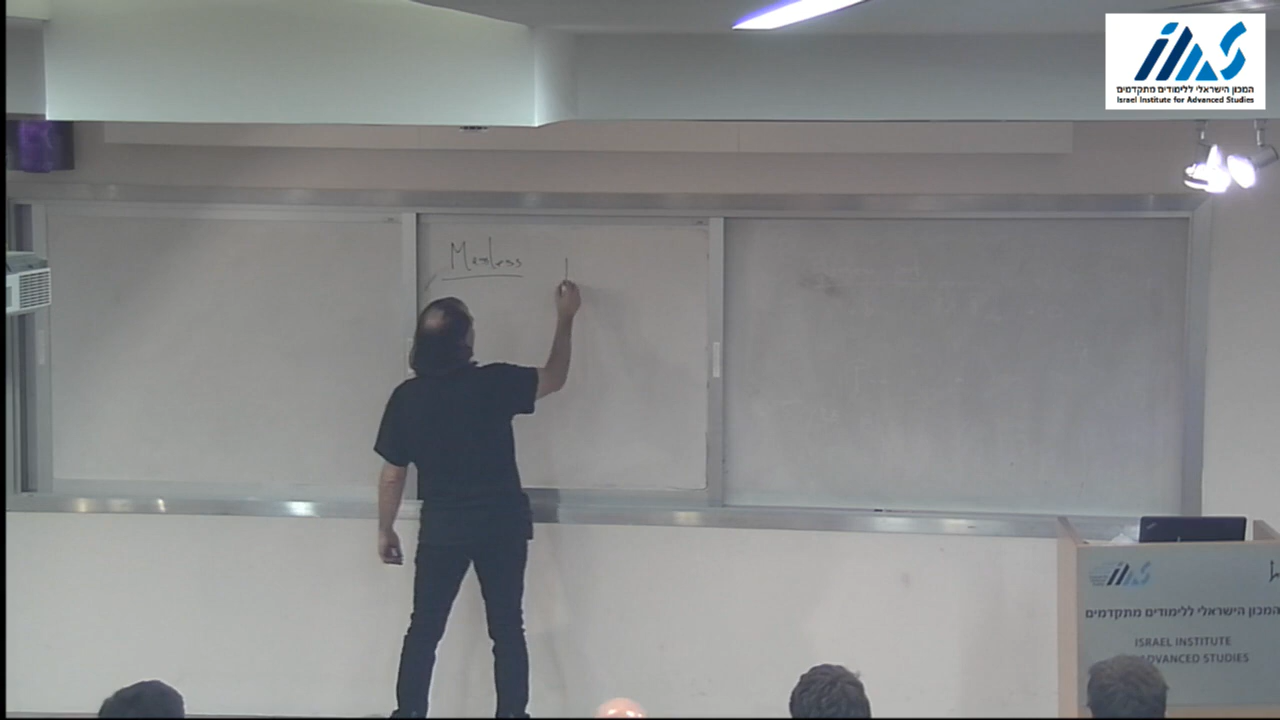 המכון הישראלי ללימודים מתקדמים
Israel Institute for Advanced Studies
Massless
המכון הישראלי ללימודים מתקדמים
ISRAEL INSTITUTE
ADVANCED STUDIES